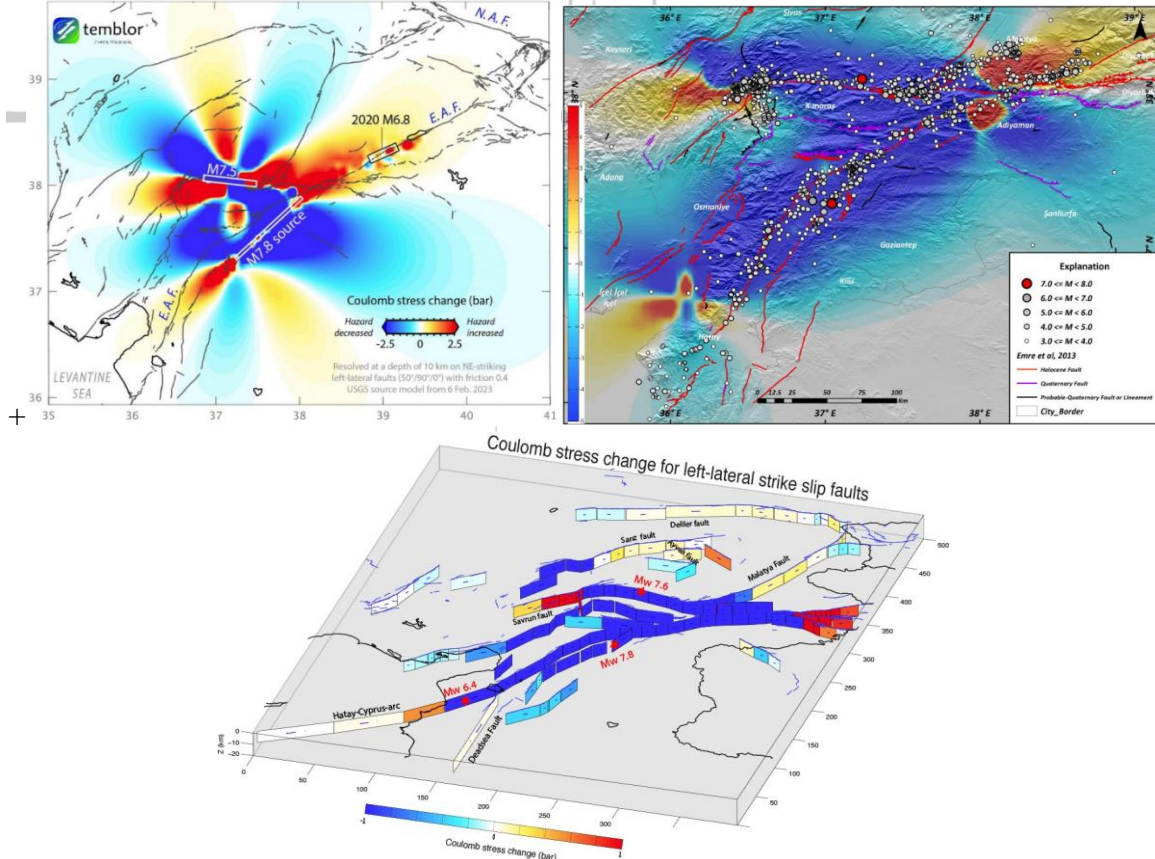 temblor
N.A.F.
39
2020 M6.8
E.A.F.
M7.5
38
M7.8 source
37
E.A.F.
Coulomb stress change (bar)
Hazard decreased
Hazard increased
-2.5 0 2.5
Resolved at a depth of 10 km on NE-striking
left-lateral faults (50°/90°/0°) with friction 0.4
USGS source model from 6 Feb. 2023
LEVANTINE
SEA
36
35 36 37 38 39 40 41
36° E 37° E 38° E 39° E
Sivas
Kayseri
Malatya
K.maraş
Adiyaman
Adana
Osmaniye
Şanlıurfa
Gaziantep
Kilis
İçel İçel
İçel
Hatay
Explanation
7.0 <= M < 8.0
6.0 <= M < 7.0
5.0 <= M < 6.0
4.0 <= M < 5.0
3.0 <= M < 4.0
Emre et al, 2013
Holocene Fault
Quaternary Fault
Probable-Quaternary Fault or Lineament
City_Border
0 12.5 25 50 75 100
Km
36° E 37° E 38° E
Coulomb stress change for left-lateral strike slip faults
Deliler fault
Sarız fault
Malatya Fault
Mw 7.6
Savrun fault
Mw 7.8
Mw 6.4
Hatay-Cyprus-arc
Deadsea Fault
Z (km)
0
-10
-20
0 50 100 150 200 250 300
50 100 150 200 250 300 350 400 450 500
-1 0 1
Coulomb stress change (bar)